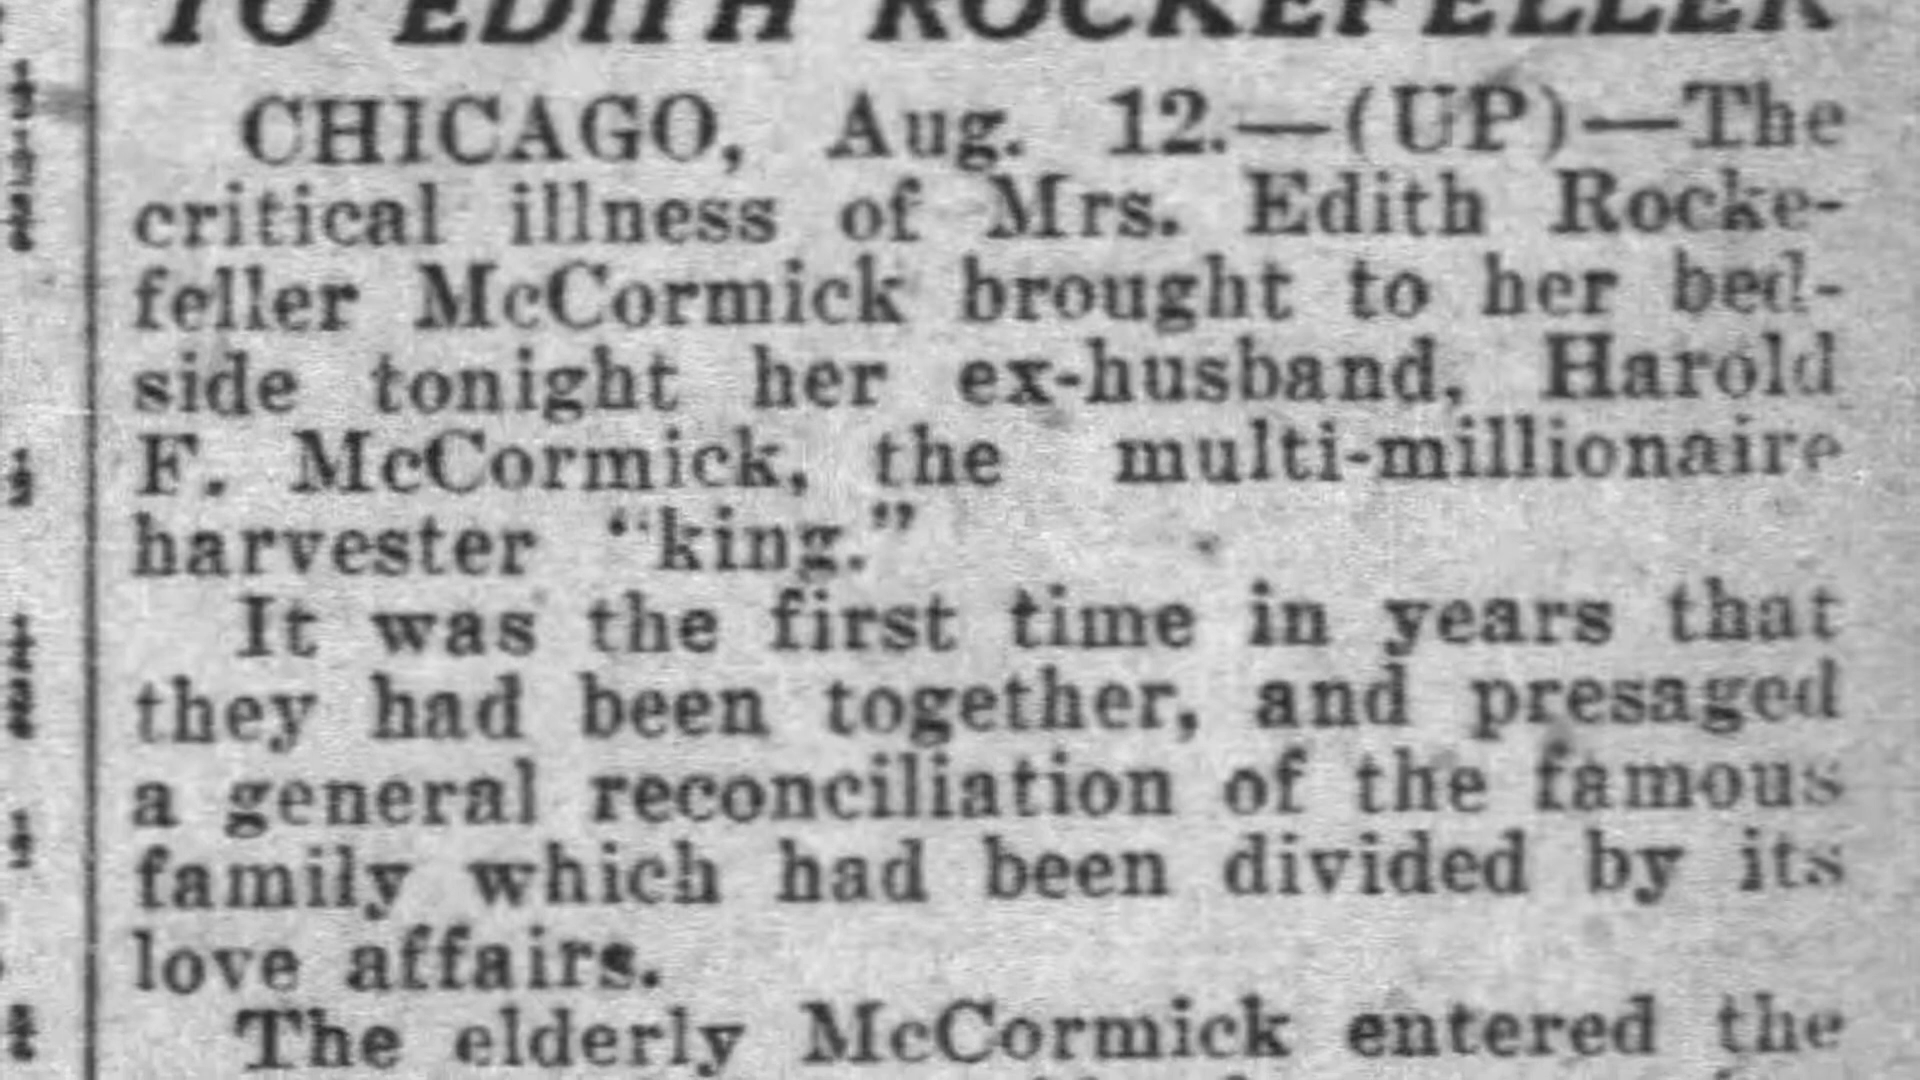 TO EDITH ROCKEFELLER
CHICAGO, Aug. 12.—(UP)—The
critical illness of Mrs. Edith Rocke-
feller McCormick brought to her bed-
side tonight her ex-husband, Harold
F. McCormick, the multi-millionaire
harvester “king.”
It was the first time in years that
they had been together, and presaged
a general reconciliation of the famous
family which had been divided by its
love affairs.
The elderly McCormick entered the